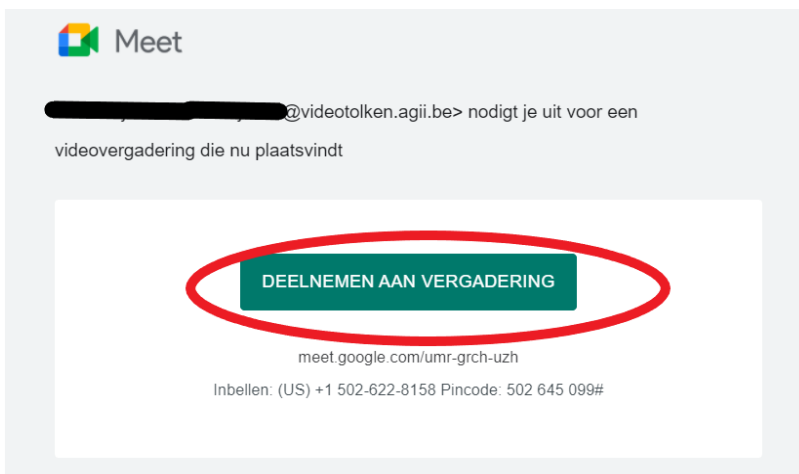 Meet
@videotolken.agii.be> nodigt je uit voor een
videovergadering die nu plaatsvindt
DEELNEMEN AAN VERGADERING
meet.google.com/umr-grch-uzh
Inbellen: (US) +1 502-622-8158 Pincode: 502 645 099#